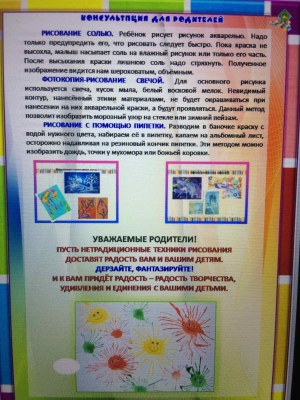 КОНСУЛЬТАЦИЯ ДЛЯ РОДИТЕЛЕЙ
РИСОВАНИЕ СОЛЬЮ. Ребёнок рисует рисунок акварелью. Надо
только предупредить его, что рисовать следует быстро. Пока краска не
высохла, малыш насыпает соль на влажный рисунок или только его часть.
После высыхания краски лишнюю соль надо стряхнуть. Полученное
изображение видится нам шероховатым, объёмным.
ФОТОКОПИЯ-РИСОВАНИЕ СВЕЧОЙ. Для основного рисунка
используется свеча, кусок мыла, белый восковой мелок. Невидимый
контур, нанесённый этими материалами, не будет окрашиваться при
нанесении на них акварельной краски, а будут проявляться. Данный метод
позволит изобразить морозный узор на стекле или зимний пейзаж.
РИСОВАНИЕ С ПОМОЩЬЮ ПИПЕТКИ. Разводим в баночке краску с
водой нужного цвета, набираем её в пипетку, капаем на альбомный лист,
осторожно надавливая на резиновый кончик пипетки. Эти методом можно
изобразить дождь, точки у мухомора или божьей коровки.
УВАЖАЕМЫЕ РОДИТЕЛИ!
ПУСТЬ НЕТРАДИЦИОННЫЕ ТЕХНИКИ РИСОВАНИЯ
ДОСТАВЯТ РАДОСТЬ ВАМ И ВАШИМ ДЕТЯМ.
ДЕРЗАЙТЕ, ФАНТАЗИРУЙТЕ!
И К ВАМ ПРИДЁТ РАДОСТЬ – РАДОСТЬ ТВОРЧЕСТВА,
УДИВЛЕНИЯ И ЕДИНЕНИЯ С ВАШИМИ ДЕТЬМИ.